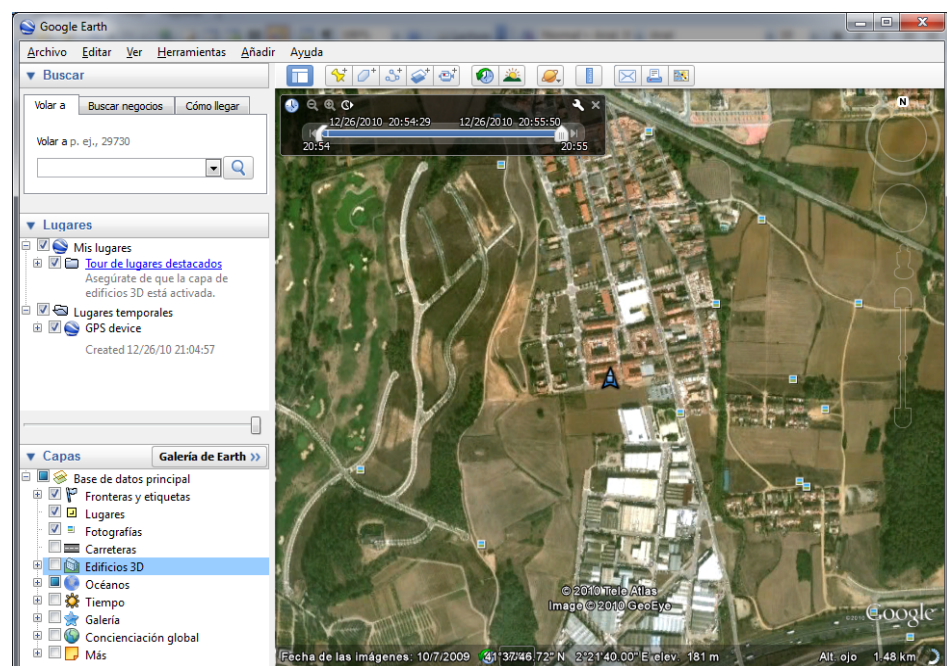 Google Earth
Archivo Editar Ver Herramientas Añadir Ayuda
Buscar
Volar a Buscar negocios Cómo llegar
Volar a p. ej., 29730
Lugares
Mis lugares
Tour de lugares destacados
Asegúrate de que la capa de
edificios 3D está activada.
Lugares temporales
GPS device
Created 12/26/10 21:04:57
Capas Galería de Earth >>
Base de datos principal
Fronteras y etiquetas
Lugares
Fotografías
Carreteras
Edificios 3D
Océanos
Tiempo
Galería
Concienciación global
Más
12/26/2010 20:54:29 12/26/2010 20:55:50
20:54 20:55
N
© 2010 Tele Atlas
Image © 2010 GeoEye
©2010 Google
Fecha de las imágenes: 10/7/2009 41°37'46.72" N 2°21'40.00" E elev. 181 m Alt. ojo 1.48 km